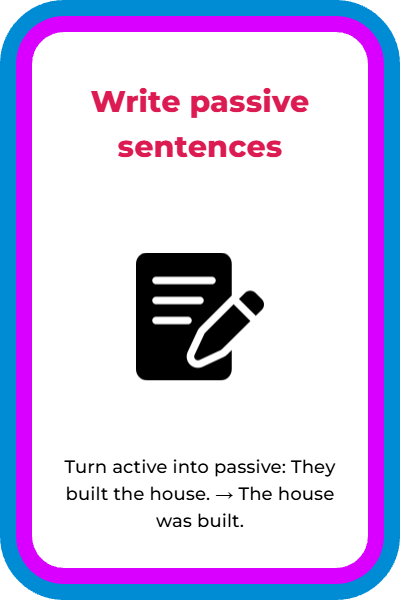 Write passive
sentences
Turn active into passive: They
built the house. → The house
was built.